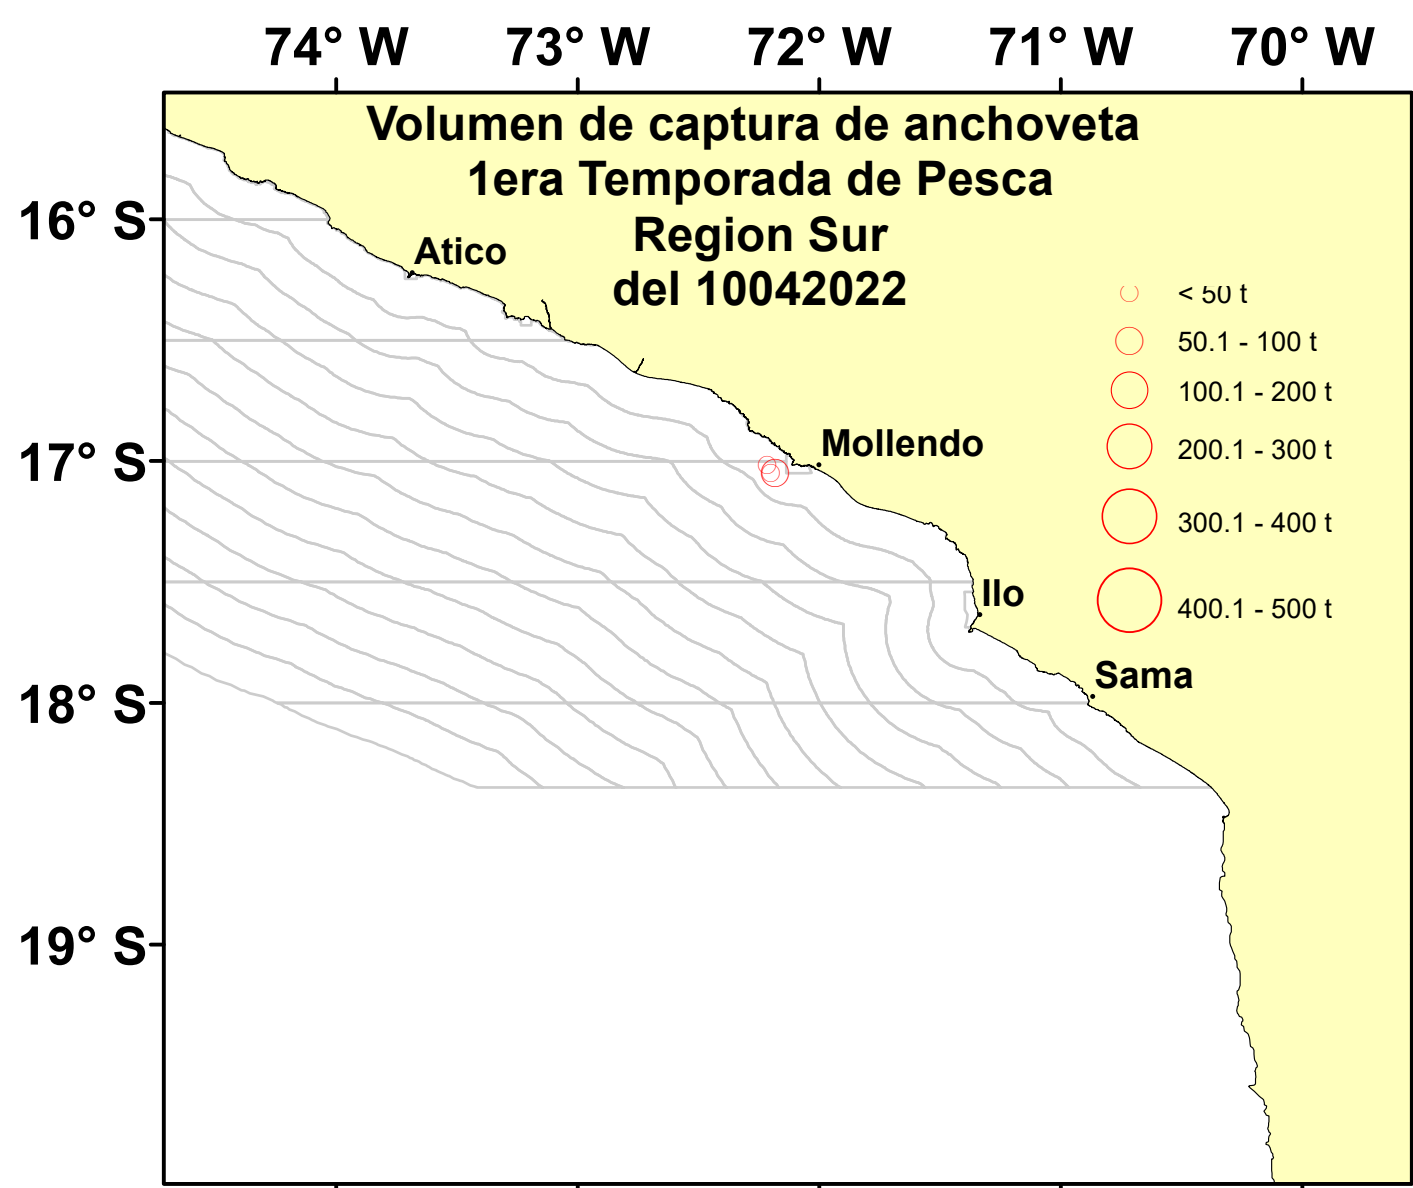 74° W 73° W 72° W 71° W 70° W
Volumen de captura de anchoveta
1era Temporada de Pesca
Region Sur
del 10042022
16° S
Atico
< 50 t
50.1 - 100 t
100.1 - 200 t
200.1 - 300 t
300.1 - 400 t
400.1 - 500 t
17° S
Mollendo
Ilo
Sama
18° S
19° S